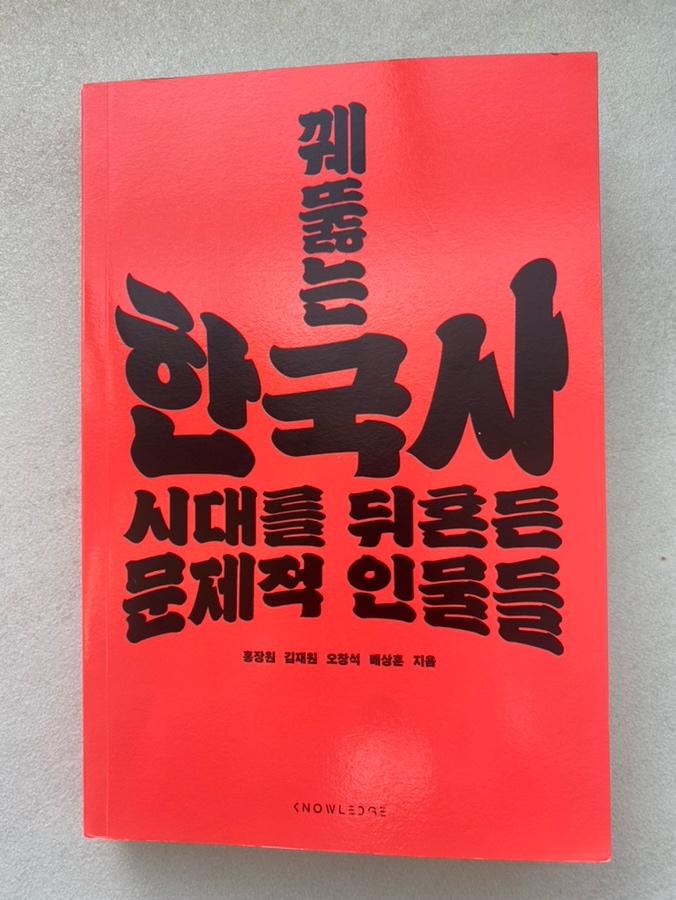 꿰뚫는
한국사
시대를 뒤흔든
문제적 인물들
홍장원 김재원 오창석 배상훈 지음
KNOWLEDGE